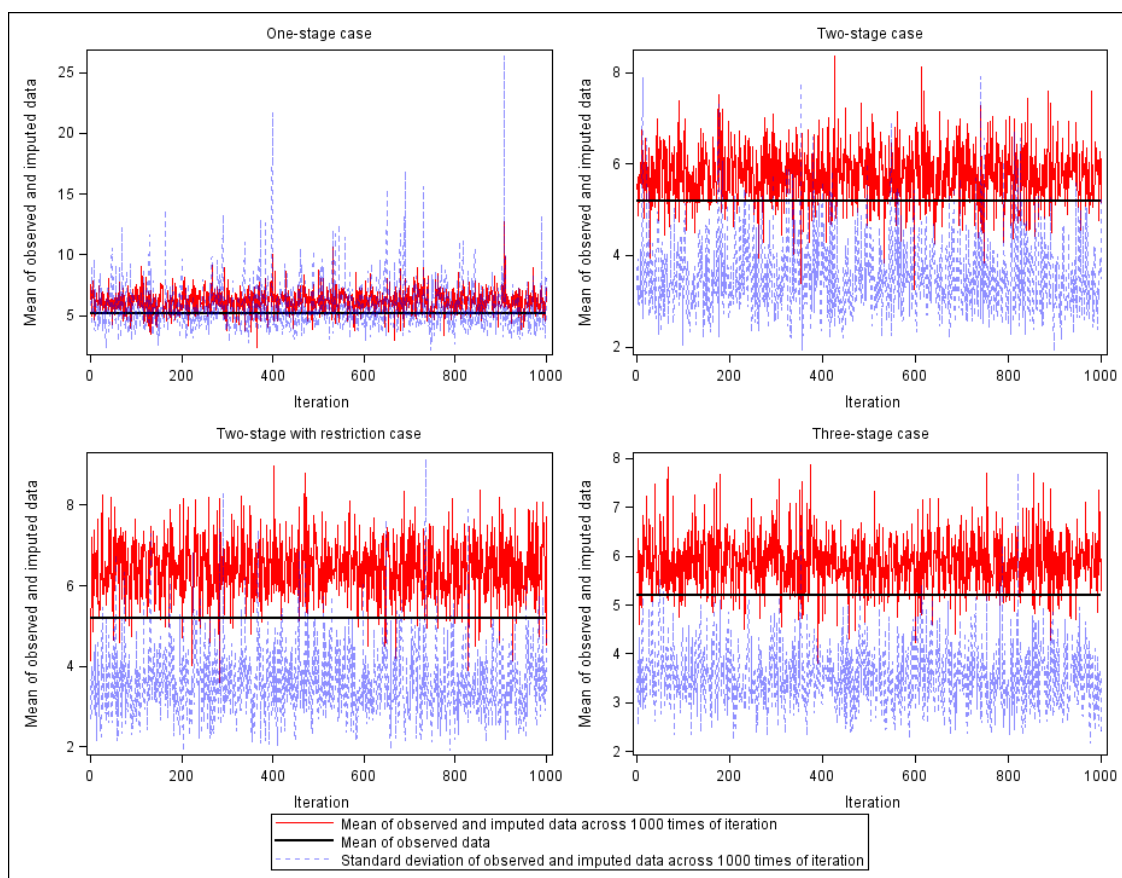 One-stage case
Mean of observed and imputed data
25
20
15
10
5
0 200 400 600 800 1000
Iteration
Two-stage case
Mean of observed and imputed data
8
6
4
2
0 200 400 600 800 1000
Iteration
Two-stage with restriction case
Mean of observed and imputed data
8
6
4
2
0 200 400 600 800 1000
Iteration
Three-stage case
Mean of observed and imputed data
8
7
6
5
4
3
2
0 200 400 600 800 1000
Iteration
Mean of observed and imputed data across 1000 times of iteration
Mean of observed data
Standard deviation of observed and imputed data across 1000 times of iteration